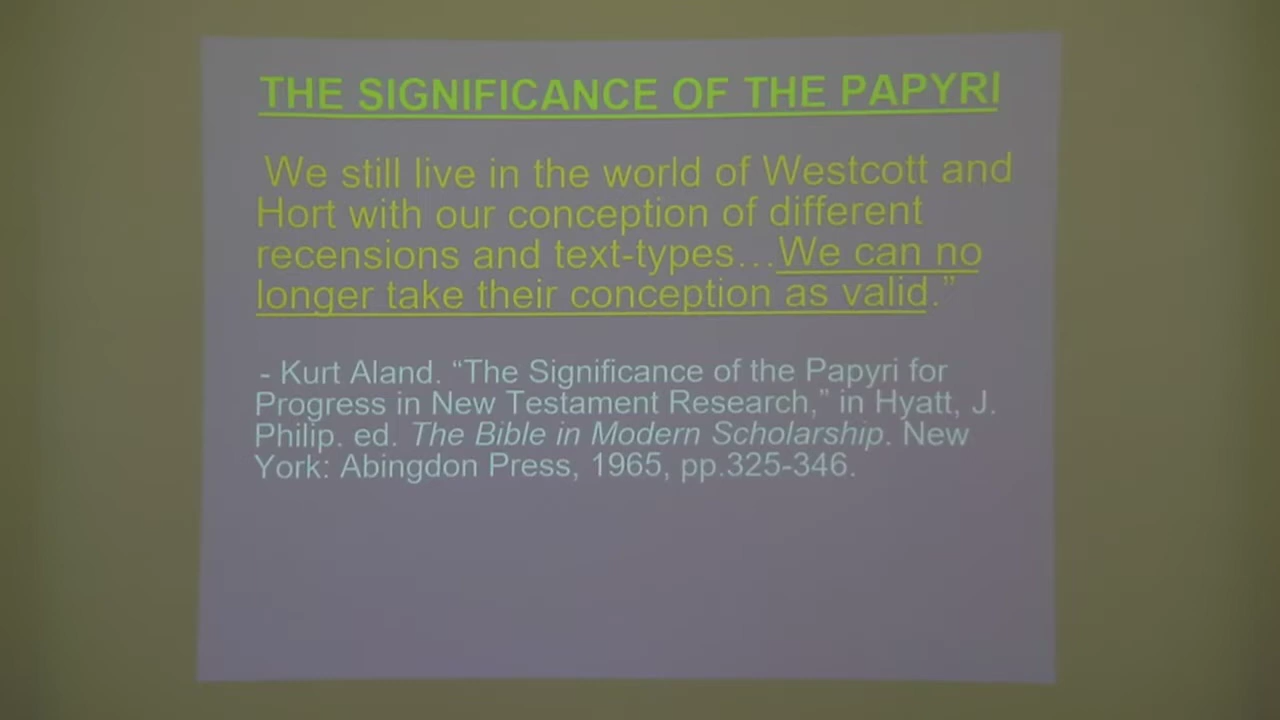 THE SIGNIFICANCE OF THE PAPYRI
We still live in the world of Westcott and
Hort with our conception of different
recensions and text-types…We can no
longer take their conception as valid.”
- Kurt Aland. “The Significance of the Papyri for
Progress in New Testament Research,” in Hyatt, J.
Philip. ed. The Bible in Modern Scholarship. New
York: Abingdon Press, 1965, pp.325-346.